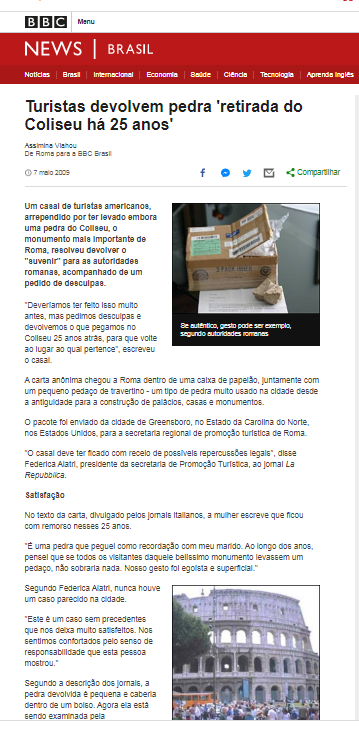 BBC
Menu
NEWS | BRASIL
Notícias | Brasil | Internacional | Economia | Saúde | Ciência | Tecnologia | Aprenda Inglês
Turistas devolvem pedra 'retirada do
Coliseu há 25 anos'
Assimina Vlahou
De Roma para a BBC Brasil
7 maio 2009
Compartilhar
Um casal de turistas americanos,
arrependido por ter levado embora
uma pedra do Coliseu, o
monumento mais importante de
Roma, resolveu devolver o
"suvenir" para as autoridades
romanas, acompanhado de um
pedido de desculpas.
Se autêntico, gesto pode ser exemplo,
segundo autoridades romanas
"Deveríamos ter feito isso muito
antes, mas pedimos desculpas e
devolvemos o que pegamos no
Coliseu 25 anos atrás, para que volte
ao lugar ao qual pertence", escreveu
o casal.
A carta anônima chegou a Roma dentro de uma caixa de papelão, juntamente com
um pequeno pedaço de travertino - um tipo de pedra muito usado na cidade desde
a antiguidade para a construção de palácios, casas e monumentos.
O pacote foi enviado da cidade de Greensboro, no Estado da Carolina do Norte,
nos Estados Unidos, para a secretaria regional de promoção turística de Roma.
"O casal deve ter ficado com receio de possíveis repercussões legais", disse
Federica Alatri, presidente da secretaria de Promoção Turística, ao jornal La
Repubblica.
Satisfação
No texto da carta, divulgado pelos jornais italianos, a mulher escreve que ficou
com remorso nesses 25 anos.
"É uma pedra que peguei como recordação com meu marido. Ao longo dos anos,
pensei que se todos os visitantes daquele belíssimo monumento levassem um
pedaço, não sobraria nada. Nosso gesto foi egoísta e superficial."
Segundo Federica Alatri, nunca houve
um caso parecido na cidade.
"Este é um caso sem precedentes
que nos deixa muito satisfeitos. Nos
sentimos confortados pelo senso de
responsabilidade que esta pessoa
mostrou."
Segundo a descrição dos jornais, a
pedra devolvida é pequena e caberia
dentro de um bolso. Agora ela está
sendo examinada pela